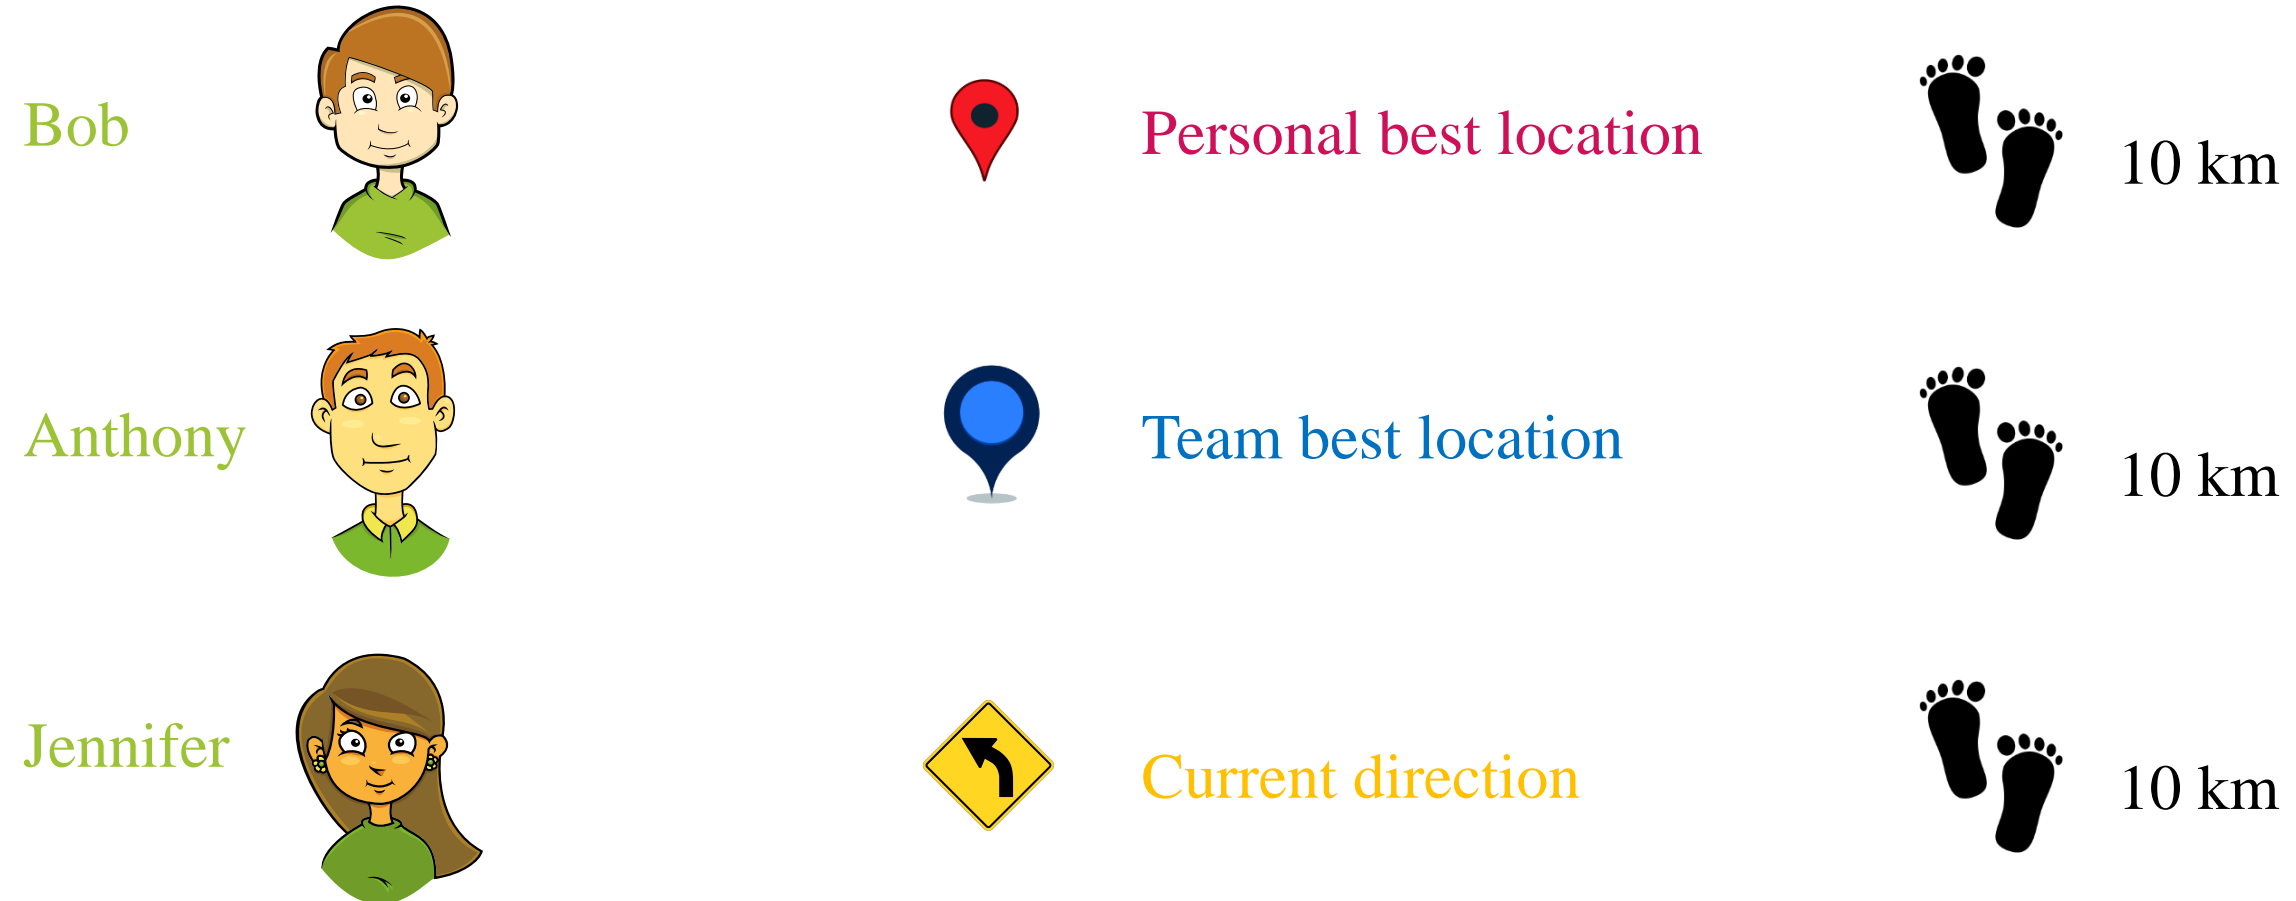 Bob
Personal best location
10 km
Anthony
Team best location
10 km
Jennifer
Current direction
10 km